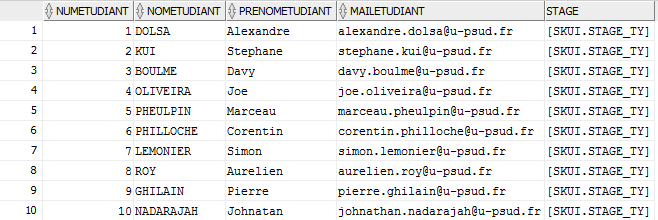 NUMETUDIANT NOMETUDIANT PRENOMETUDIANT MAILETUDIANT STAGE
1 1 DOLSA Alexandre alexandre.dolsa@u-psud.fr [SKUI.STAGE_TY]
2 2 KUI Stephane stephane.kui@u-psud.fr [SKUI.STAGE_TY]
3 3 BOULME Davy davy.boulme@u-psud.fr [SKUI.STAGE_TY]
4 4 OLIVEIRA Joe joe.oliveira@u-psud.fr [SKUI.STAGE_TY]
5 5 PHEULPIN Marceau marceau.pheulpin@u-psud.fr [SKUI.STAGE_TY]
6 6 PHILLOCHE Corentin corentin.philloche@u-psud.fr [SKUI.STAGE_TY]
7 7 LEMONIER Simon simon.lemonier@u-psud.fr [SKUI.STAGE_TY]
8 8 ROY Aurelien aurelien.roy@u-psud.fr [SKUI.STAGE_TY]
9 9 GHILAIN Pierre pierre.ghilain@u-psud.fr [SKUI.STAGE_TY]
10 10 NADARAJAH Johnatan johnathan.nadarajah@u-psud.fr [SKUI.STAGE_TY]